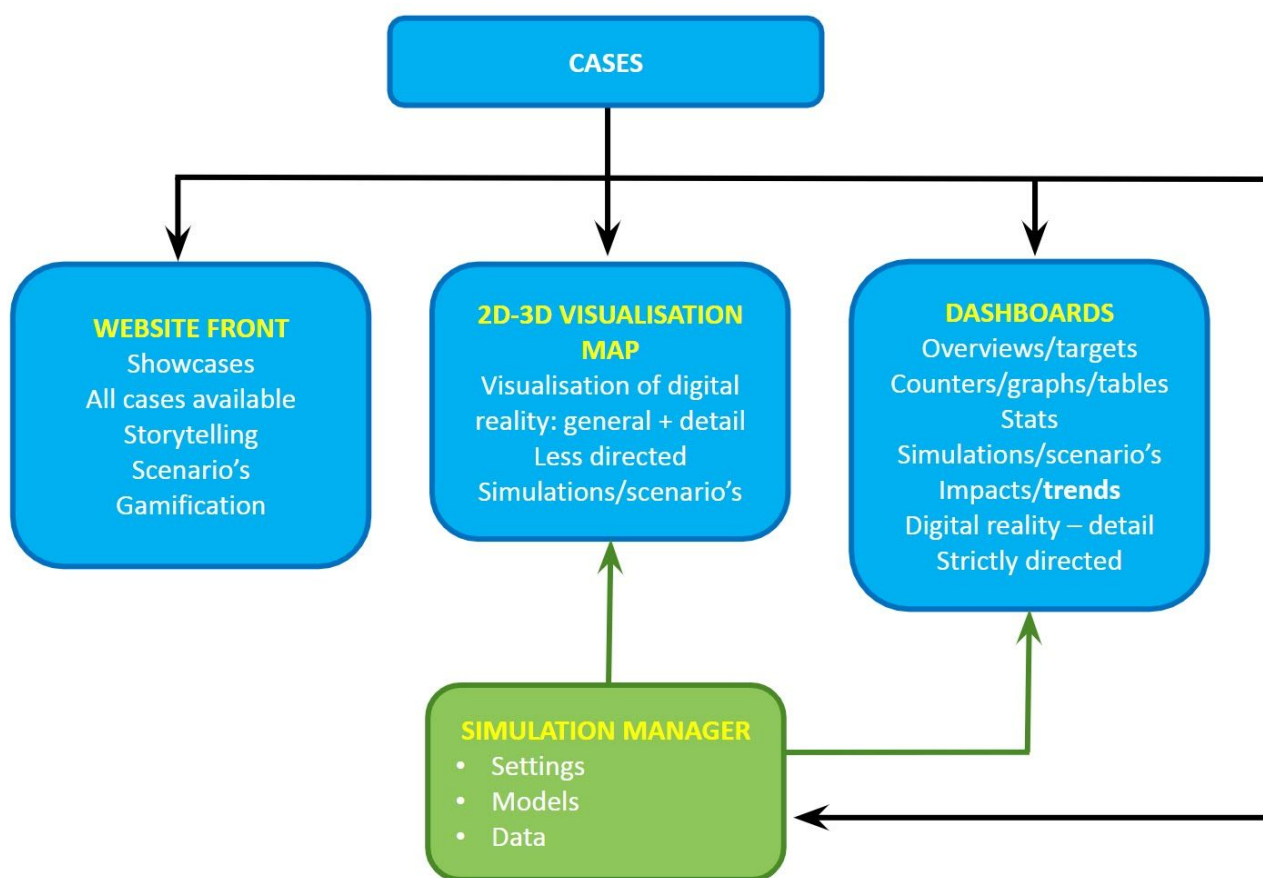 CASES
WEBSITE FRONT
Showcases
All cases available
Storytelling
Scenario’s
Gamification
2D-3D VISUALISATION
MAP
Visualisation of digital
reality: general + detail
Less directed
Simulations/scenario’s
DASHBOARDS
Overviews/targets
Counters/graphs/tables
Stats
Simulations/scenario’s
Impacts/trends
Digital reality – detail
Strictly directed
SIMULATION MANAGER
• Settings
• Models
• Data